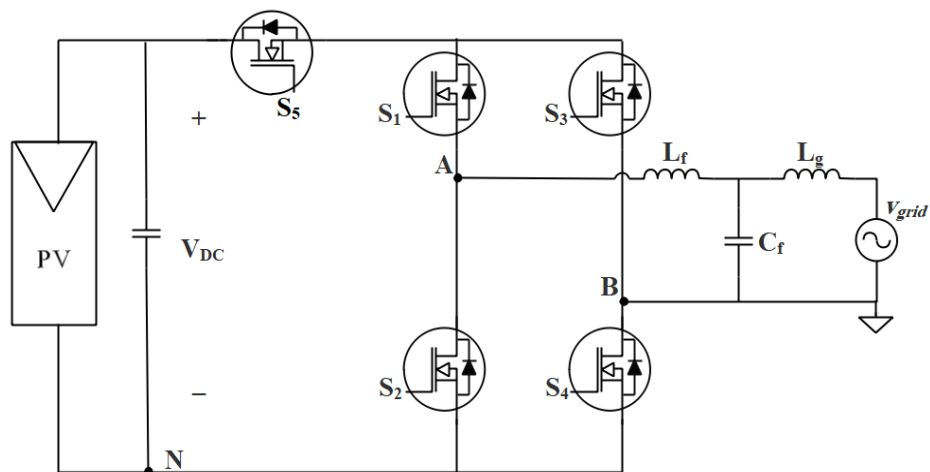 S5
S1
S3
A
Lf
Lg
vgrid
+
PV
VDC
Cf
B
S2
S4
−
N